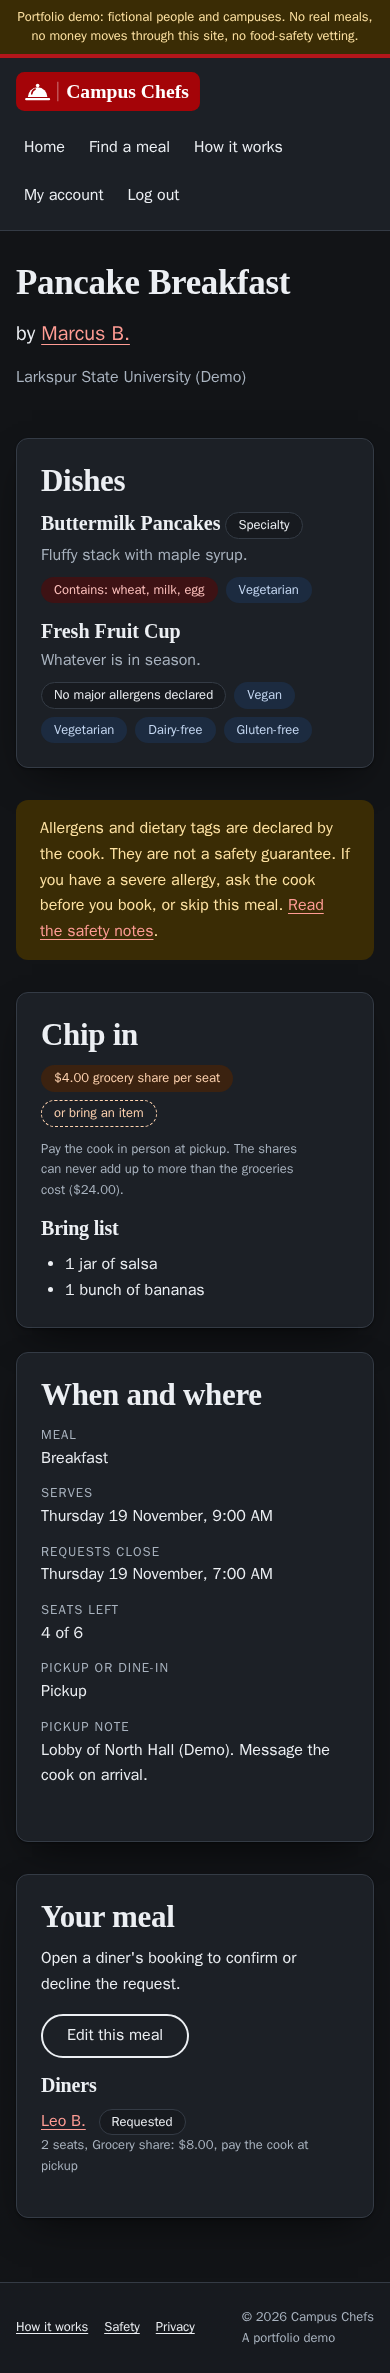 Portfolio demo: fictional people and campuses. No real meals,
no money moves through this site, no food-safety vetting.
Campus Chefs
Home Find a meal How it works
My account Log out
Pancake Breakfast
by Marcus B.
Larkspur State University (Demo)
Dishes
Buttermilk Pancakes Specialty
Fluffy stack with maple syrup.
Contains: wheat, milk, egg Vegetarian
Fresh Fruit Cup
Whatever is in season.
No major allergens declared Vegan
Vegetarian Dairy-free Gluten-free
Allergens and dietary tags are declared by
the cook. They are not a safety guarantee. If
you have a severe allergy, ask the cook
before you book, or skip this meal. Read
the safety notes.
Chip in
$4.00 grocery share per seat
or bring an item
Pay the cook in person at pickup. The shares
can never add up to more than the groceries
cost ($24.00).
Bring list
• 1 jar of salsa
• 1 bunch of bananas
When and where
MEAL
Breakfast
SERVES
Thursday 19 November, 9:00 AM
REQUESTS CLOSE
Thursday 19 November, 7:00 AM
SEATS LEFT
4 of 6
PICKUP OR DINE-IN
Pickup
PICKUP NOTE
Lobby of North Hall (Demo). Message the
cook on arrival.
Your meal
Open a diner's booking to confirm or
decline the request.
Edit this meal
Diners
Leo B. Requested
2 seats, Grocery share: $8.00, pay the cook at
pickup
How it works Safety Privacy
© 2026 Campus Chefs
A portfolio demo